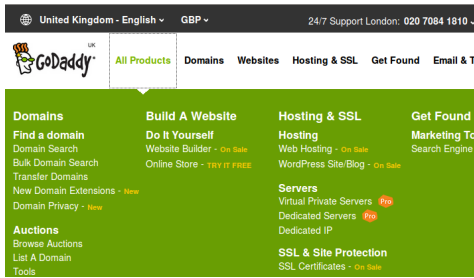 United Kingdom - English GBP 24/7 Support London: 020 7084 1810
GoDaddy UK
All Products Domains Websites Hosting & SSL Get Found Email & T
Domains
Find a domain
Domain Search
Bulk Domain Search
Transfer Domains
New Domain Extensions - New
Domain Privacy - New
Auctions
Browse Auctions
List A Domain
Tools
Build A Website
Do It Yourself
Website Builder - On Sale
Online Store - TRY IT FREE
Hosting & SSL
Hosting
Web Hosting - On Sale
WordPress Site/Blog - On Sale
Servers
Virtual Private Servers Pro
Dedicated Servers Pro
Dedicated IP
SSL & Site Protection
SSL Certificates - On Sale
Get Found
Marketing To
Search Engine